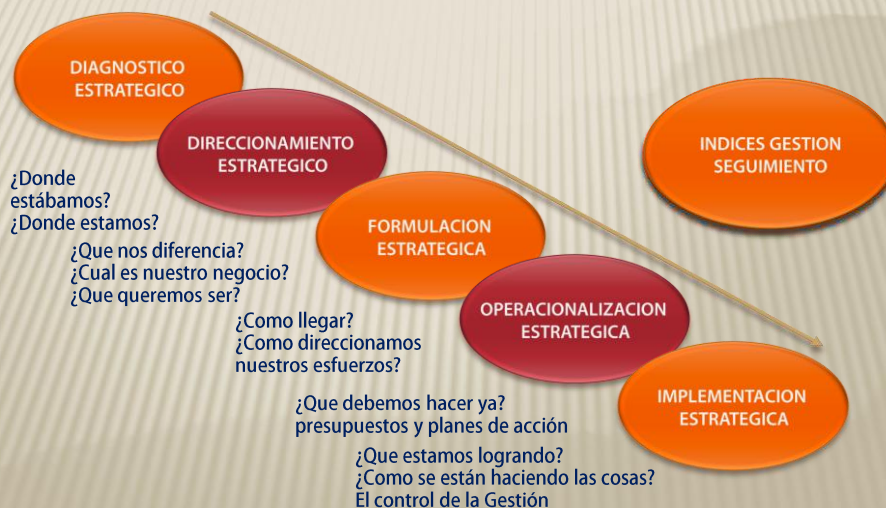 DIAGNOSTICO
ESTRATEGICO
DIRECCIONAMIENTO
ESTRATEGICO
INDICES GESTION
SEGUIMIENTO
¿Donde
estábamos?
¿Donde estamos?
FORMULACION
ESTRATEGICA
¿Que nos diferencia?
¿Cual es nuestro negocio?
¿Que queremos ser?
OPERACIONALIZACION
ESTRATEGICA
¿Como llegar?
¿Como direccionamos
nuestros esfuerzos?
IMPLEMENTACION
ESTRATEGICA
¿Que debemos hacer ya?
presupuestos y planes de acción
¿Que estamos logrando?
¿Como se están haciendo las cosas?
El control de la Gestión